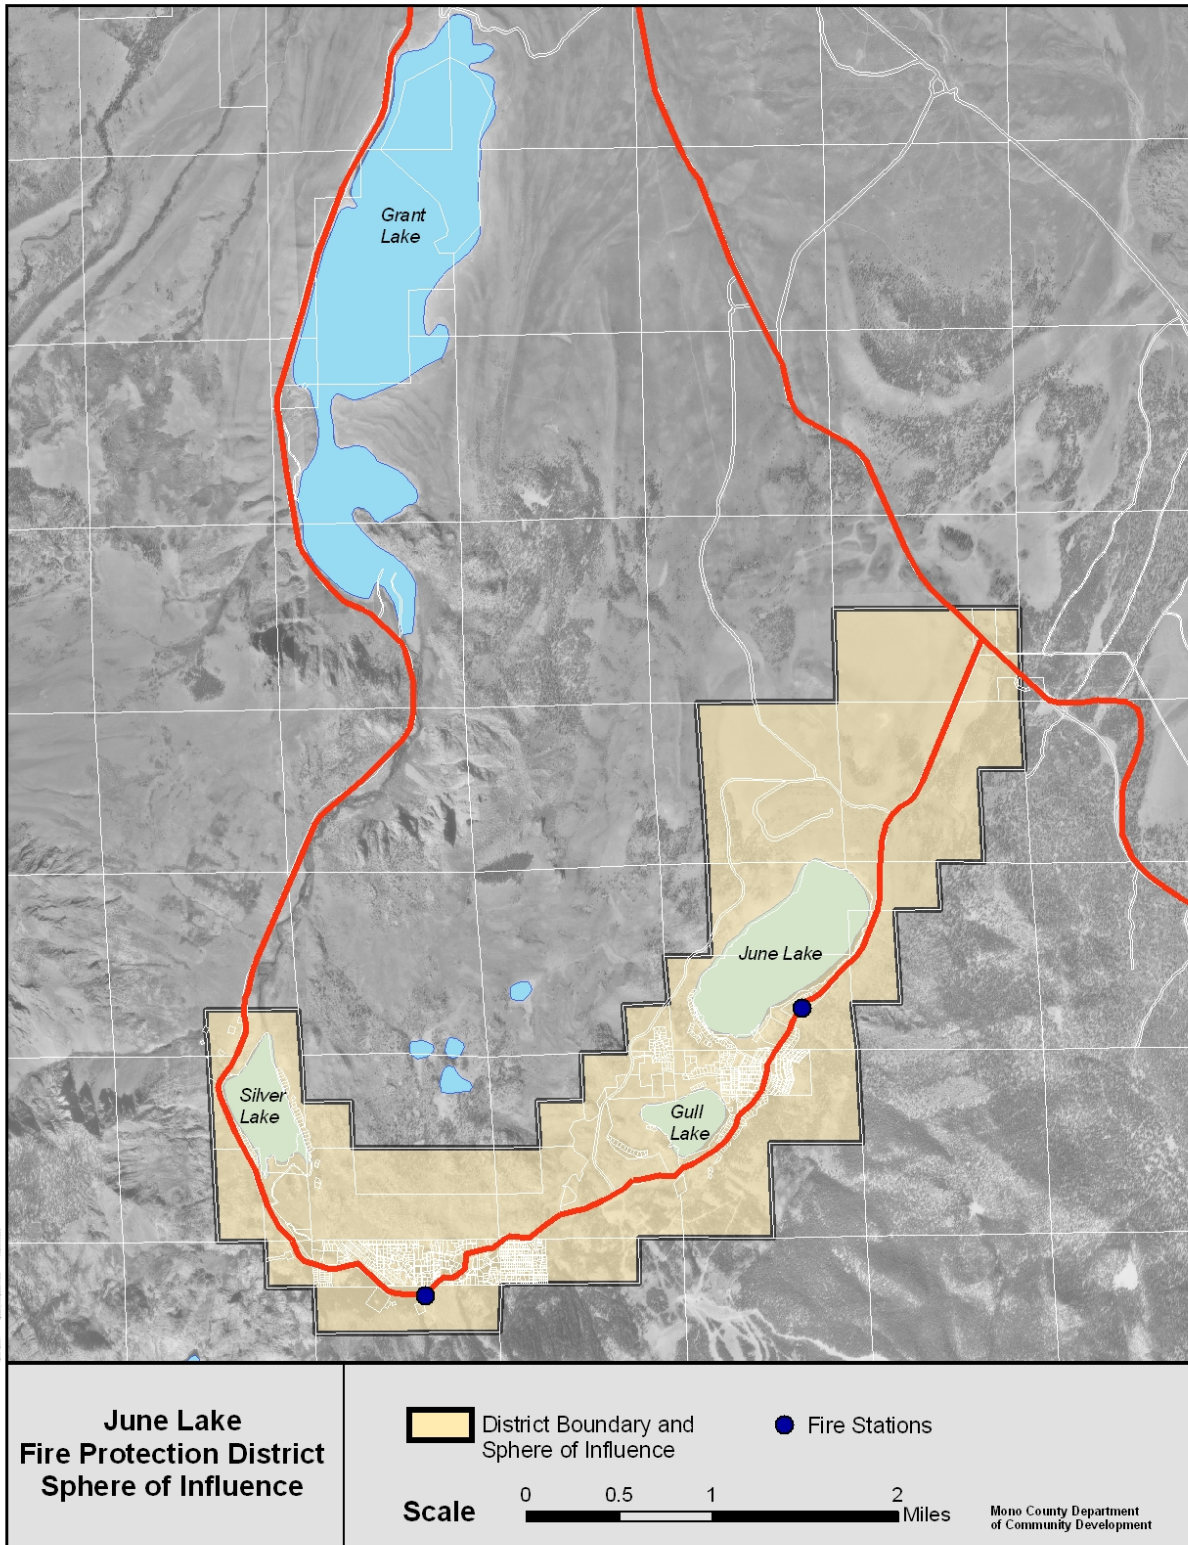 Grant
Lake
June Lake
Silver
Lake
Gull
Lake
June Lake
Fire Protection District
Sphere of Influence
District Boundary and
Sphere of Influence
Fire Stations
Scale
0 0.5 1 2
Miles
Mono County Department
of Community Development